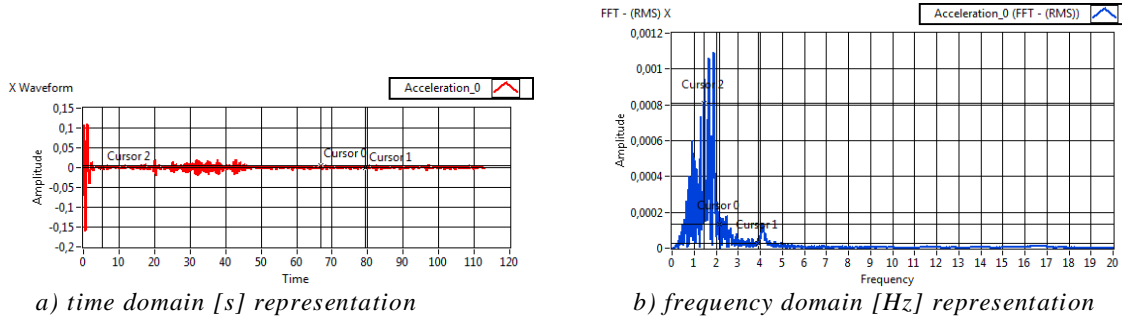 X Waveform
Acceleration_0
0,15
0,1
0,05
0
-0,05
-0,1
-0,15
-0,2
Amplitude
Cursor 2
Cursor 0
Cursor 1
0 10 20 30 40 50 60 70 80 90 100 110 120
Time
a) time domain [s] representation
FFT - (RMS) X
Acceleration_0 (FFT - (RMS))
0,0012
0,001
0,0008
0,0006
0,0004
0,0002
0
Amplitude
Cursor 2
Cursor 0
Cursor 1
0 1 2 3 4 5 6 7 8 9 10 11 12 13 14 15 16 17 18 19 20
Frequency
b) frequency domain [Hz] representation